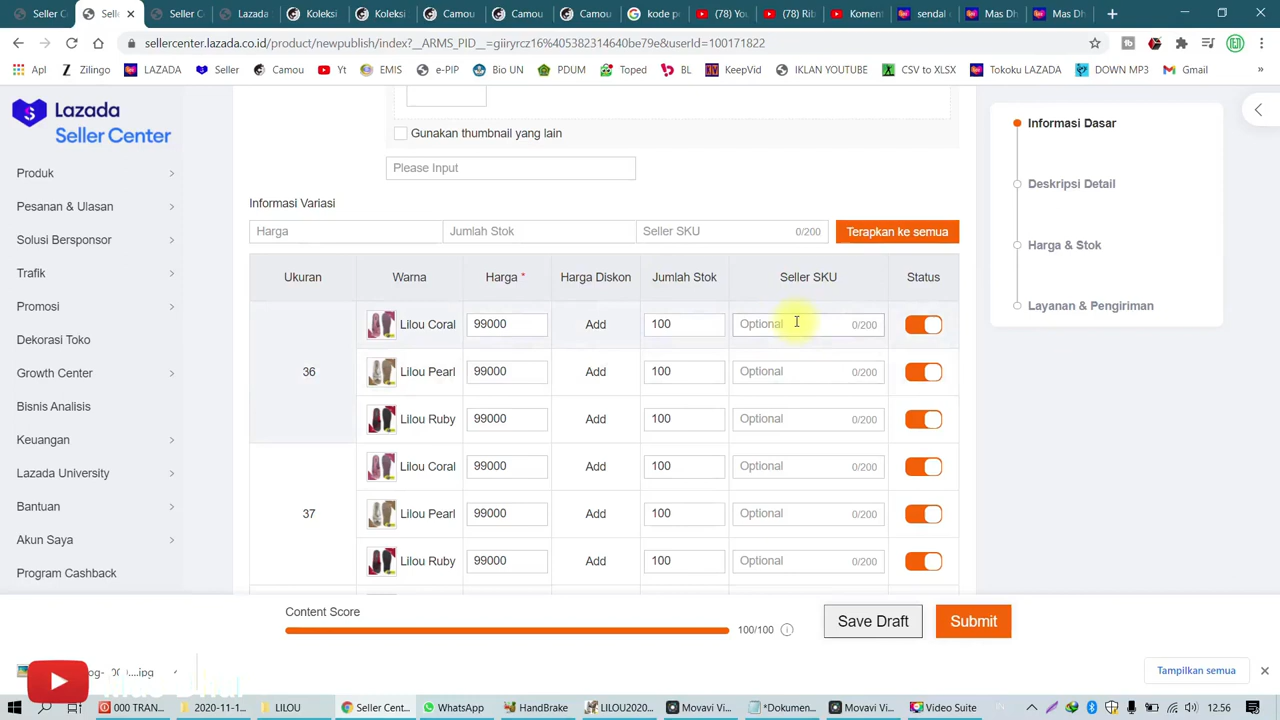 Sel
Seller C
Lazada
Konteksi
Camou
Camou
Camou
Camou
kode p
(78)
(78) Rib
Koment
sendal
Mas Dh
Mas Dh
sellercenter.lazada.co.id/product/newpublish/index?__ARMS_PID__=giiryrcz16%405382314640be79e&userId=100171822
Apl
Zilingo
LAZADA
Seller
Camou
Yt
EMIS
e-PIP
Bio UN
PDUM
Toped
BL
KeepVid
IKLAN YOUTUBE
CSV to XLSX
Tokoku LAZADA
DOWN MP3
Gmail
»
Lazada
Seller Center
Produk
Pesanan & Ulasan
Solusi Bersponsor
Trafik
Promosi
Dekorasi Toko
Growth Center
Bisnis Analisis
Keuangan
Lazada University
Bantuan
Akun Saya
Program Cashback
Gunakan thumbnail yang lain
Please Input
Informasi Variasi
Harga
Jumlah Stok
Seller SKU 0/200
Terapkan ke semua
Ukuran Warna Harga * Harga Diskon Jumlah Stok Seller SKU Status
36
Lilou Coral 99000 Add 100 Optional 0/200
Lilou Pearl 99000 Add 100 Optional 0/200
Lilou Ruby 99000 Add 100 Optional 0/200
37
Lilou Coral 99000 Add 100 Optional 0/200
Lilou Pearl 99000 Add 100 Optional 0/200
Lilou Ruby 99000 Add 100 Optional 0/200
Informasi Dasar
Deskripsi Detail
Harga & Stok
Layanan & Pengiriman
Content Score
100/100
Save Draft
Submit
....jpg
Tampilkan semua
000 TRAN
2020-11-1
LILOU
Seller Cent...
WhatsApp
HandBrake
LILOU2020
Movavi Vi
*Dokumen
Movavi Vi
Video Suite
12.56